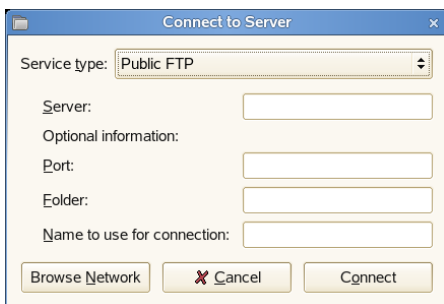 Connect to Server
Service type: Public FTP
Server:
Optional information:
Port:
Folder:
Name to use for connection:
Browse Network Cancel Connect